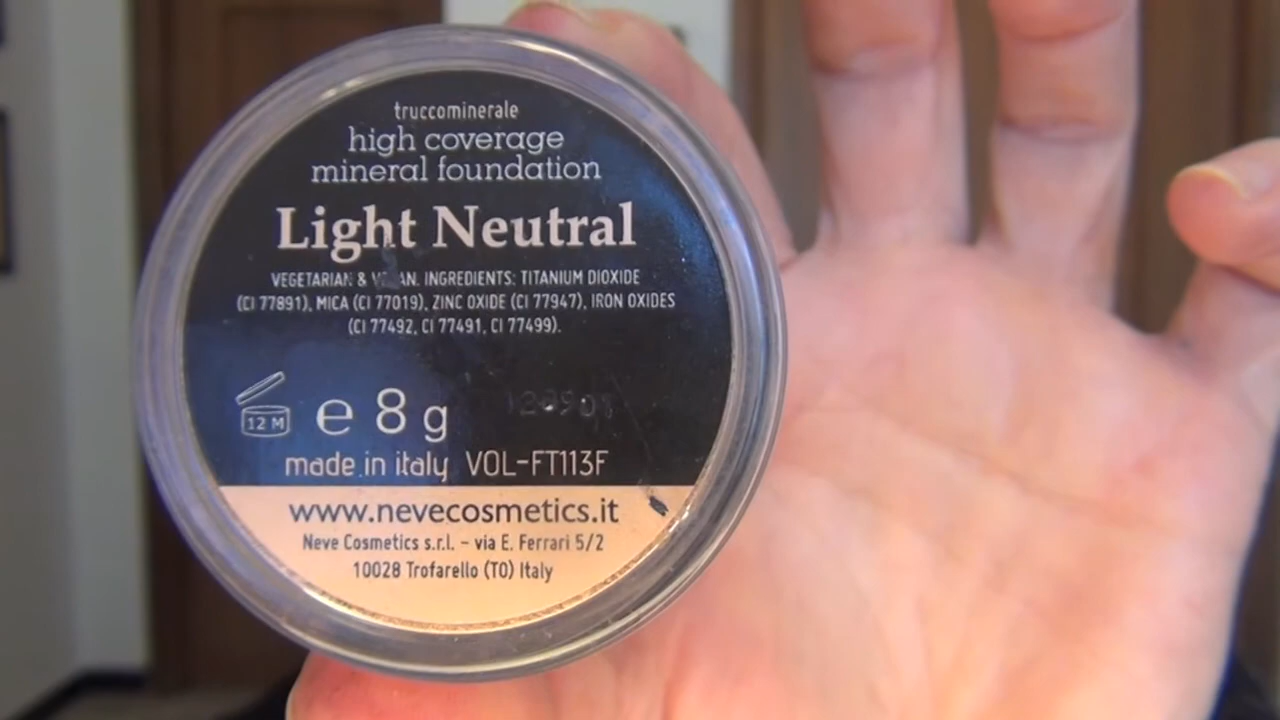 truccominerale
high coverage
mineral foundation
Light Neutral
VEGETARIAN & VEGAN. INGREDIENTS: TITANIUM DIOXIDE
(CI 77891), MICA (CI 77019), ZINC OXIDE (CI 77947), IRON OXIDES
(CI 77492, CI 77491, CI 77499).
12 M e 8 g
made in italy VOL-FT113F
www.nevecosmetics.it
Neve Cosmetics s.r.l. - via E. Ferrari 5/2
10028 Trofarello (TO) Italy